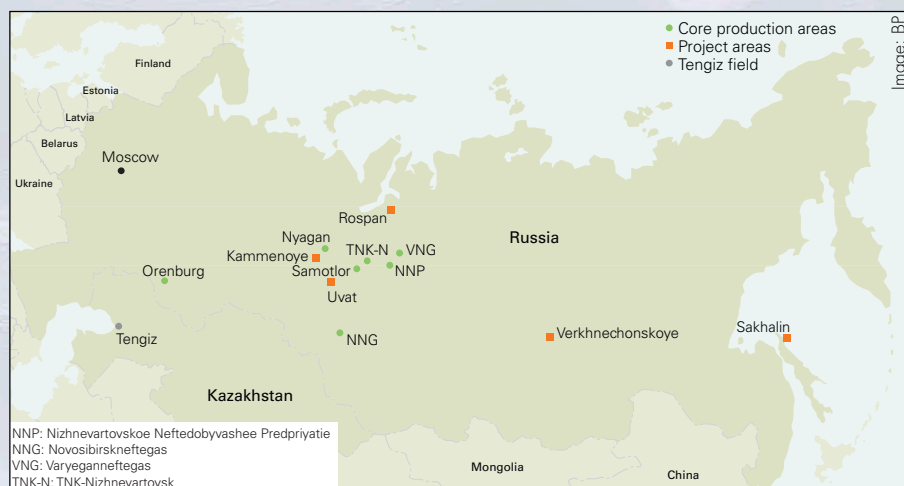 Core production areas
Project areas
Tengiz field
Image: BP
Finland
Estonia
Latvia
Belarus
Moscow
Ukraine
Rospan
Nyagan
Russia
TNK-N
VNG
Kammenoye
Samotlor
NNP
Orenburg
Uvat
Tengiz
NNG
Verkhnechonskoye
Sakhalin
Kazakhstan
NNP: Nizhnevartovskoe Neftedobyvashee Predpriyatie
NNG: Novosibirskneftegas
VNG: Varyeganneftegas
TNK-N: TNK-Nizhnevartovsk
Mongolia
China